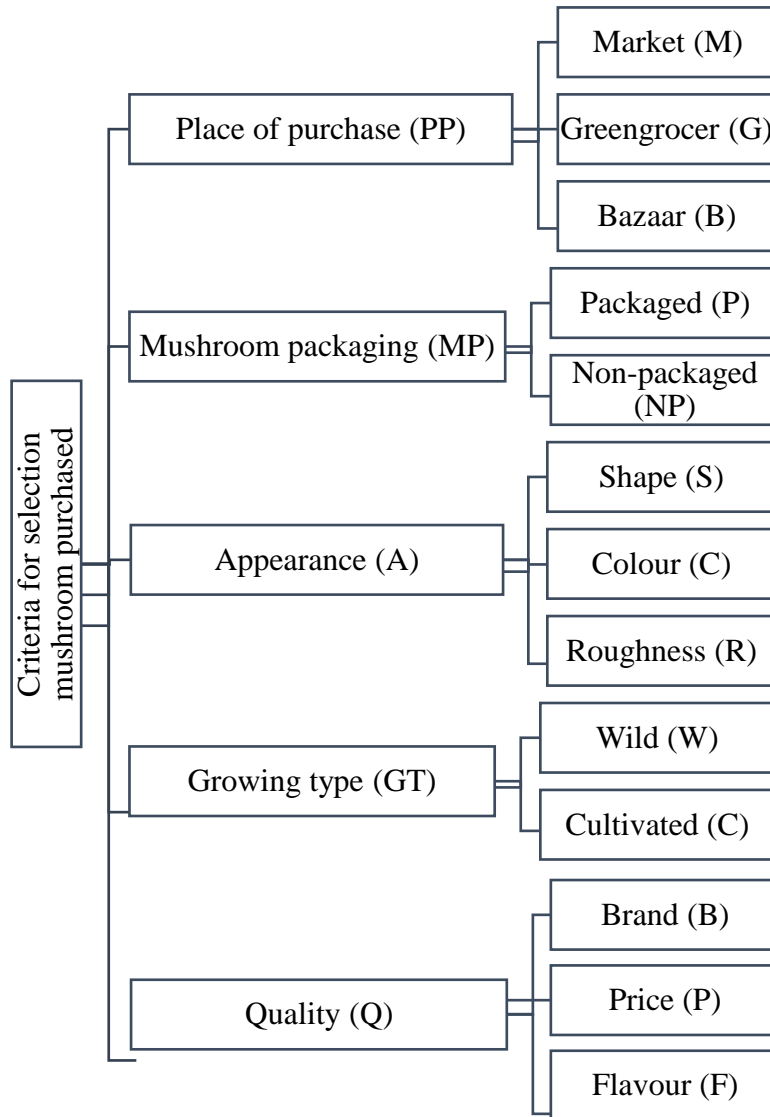 Criteria for selection
mushroom purchased
Place of purchase (PP)
Market (M)
Greengrocer (G)
Bazaar (B)
Mushroom packaging (MP)
Packaged (P)
Non-packaged
(NP)
Appearance (A)
Shape (S)
Colour (C)
Roughness (R)
Growing type (GT)
Wild (W)
Cultivated (C)
Quality (Q)
Brand (B)
Price (P)
Flavour (F)